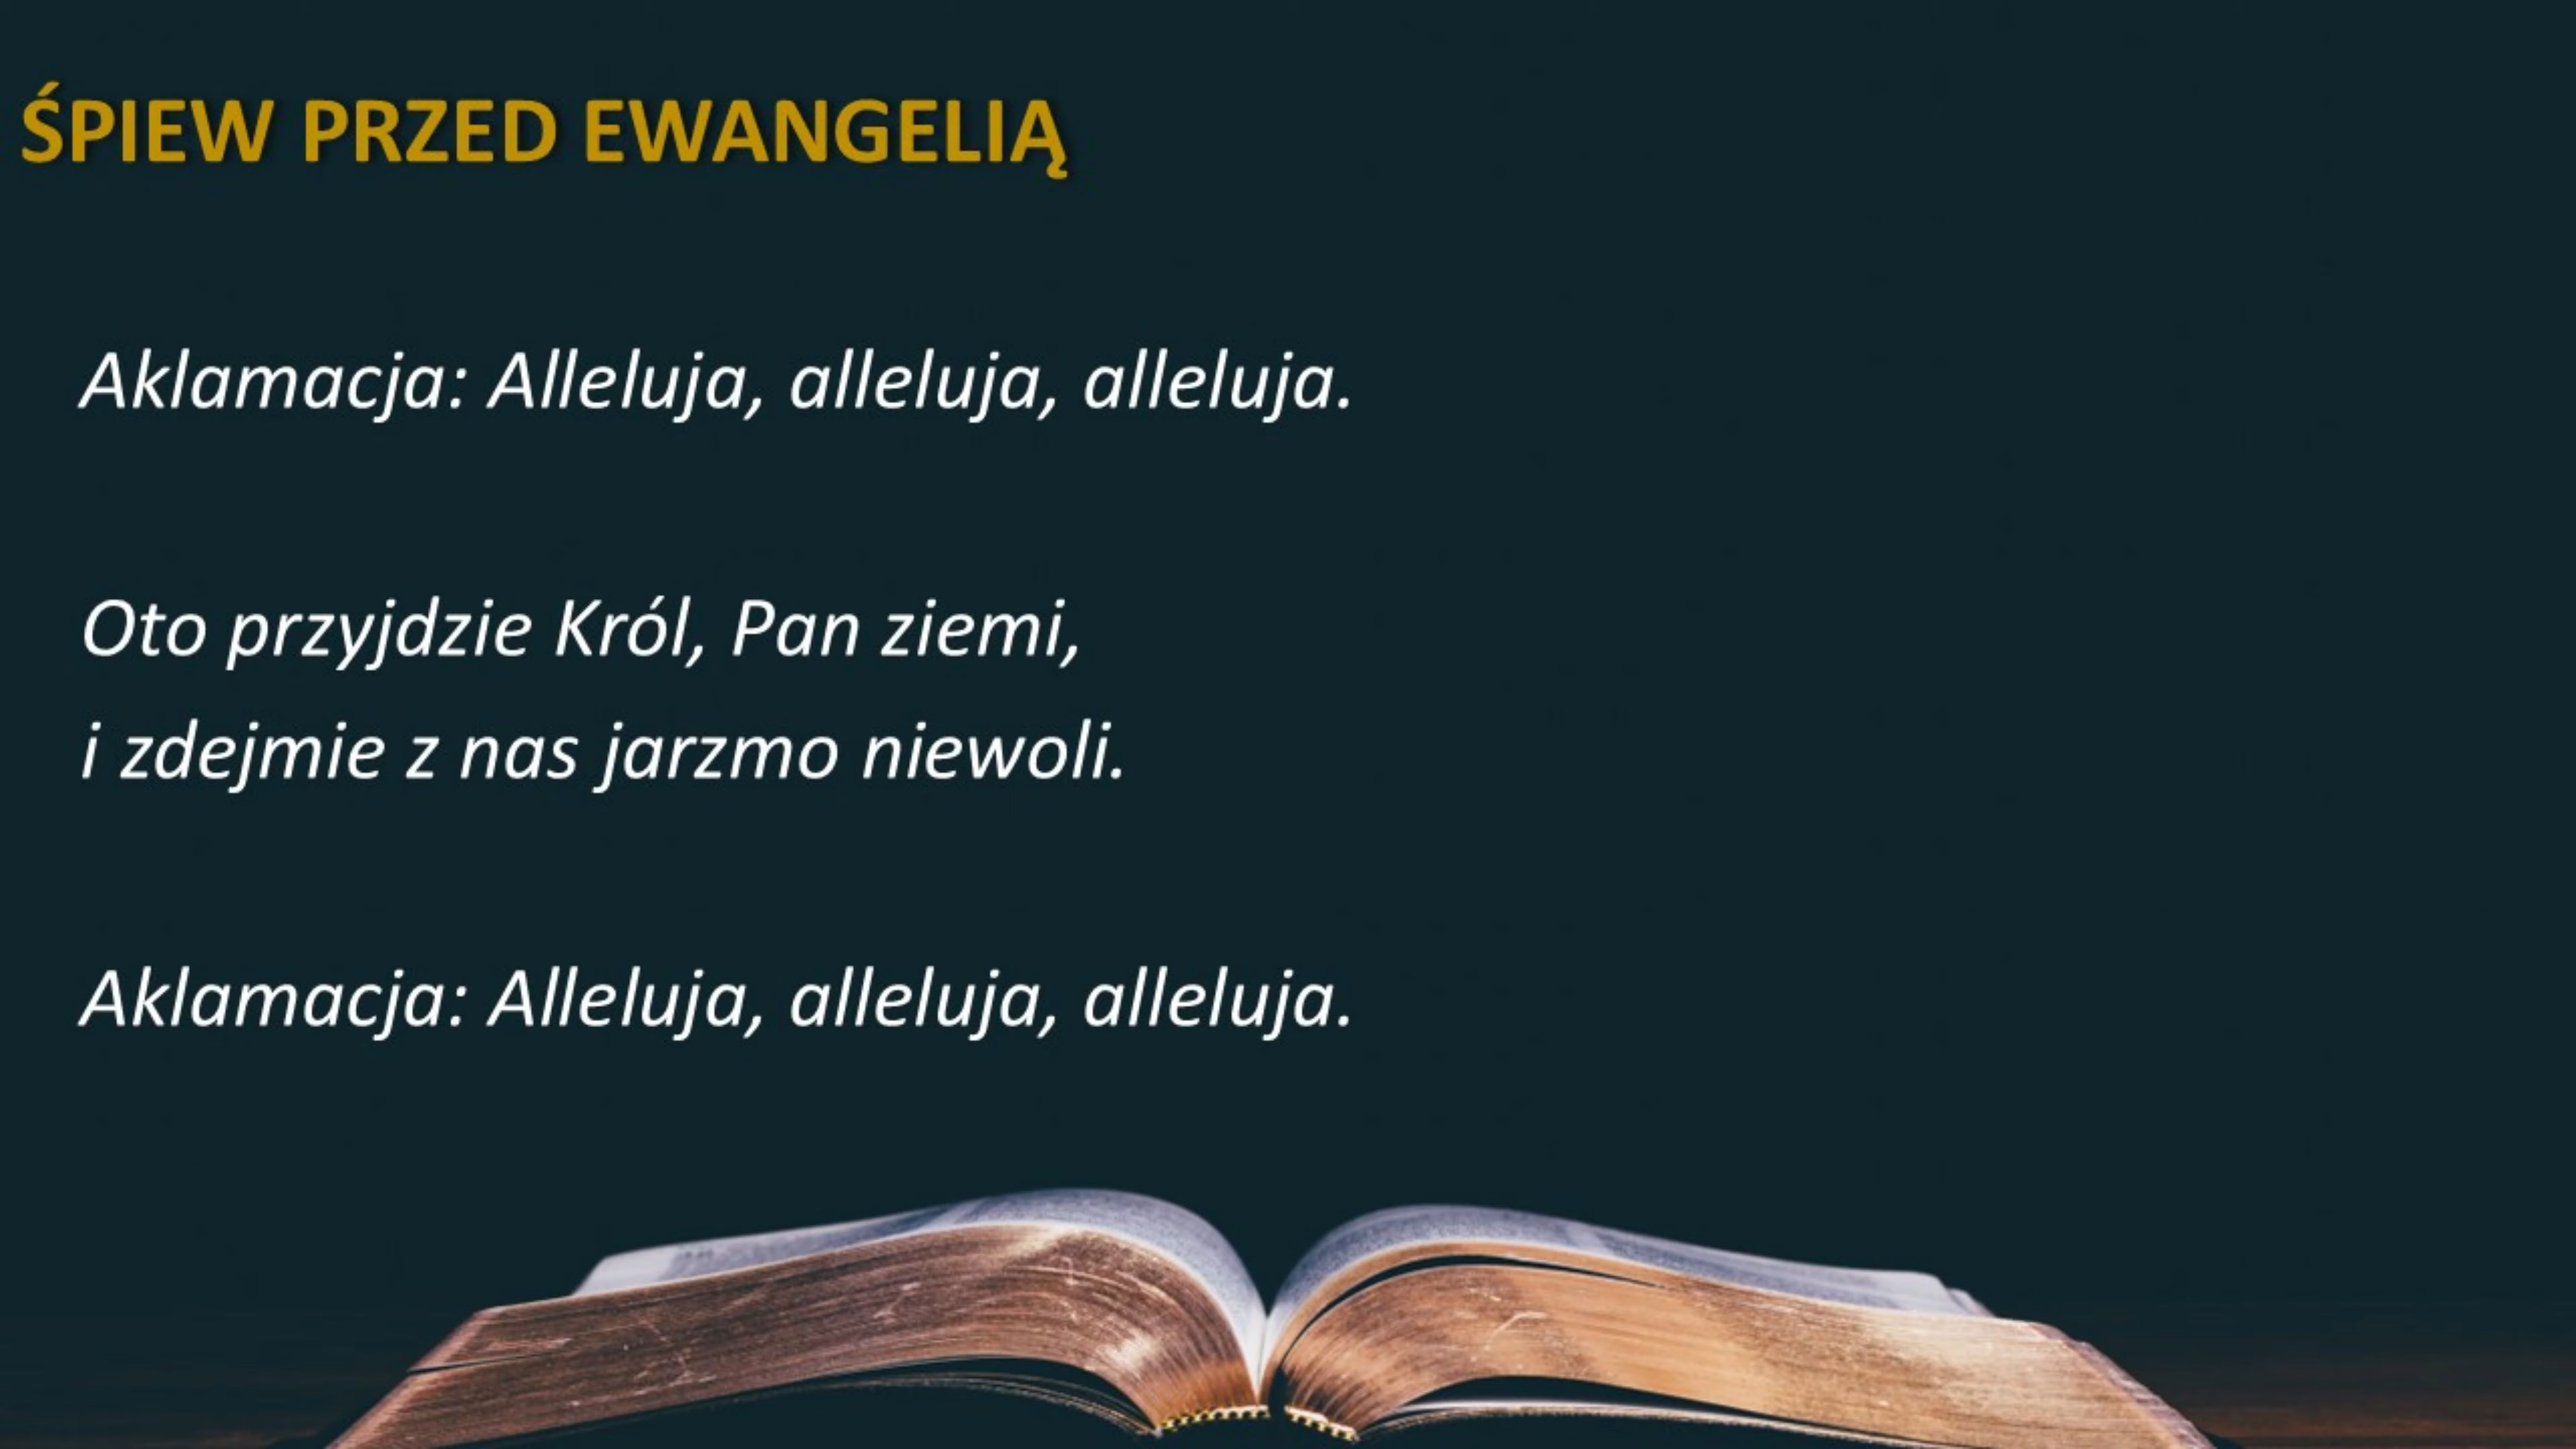 ŚPIEW PRZED EWANGELIĄ
Aklamacja: Alleluja, alleluja, alleluja.
Oto przyjdzie Król, Pan ziemi,
i zdejmie z nas jarzmo niewoli.
Aklamacja: Alleluja, alleluja, alleluja.